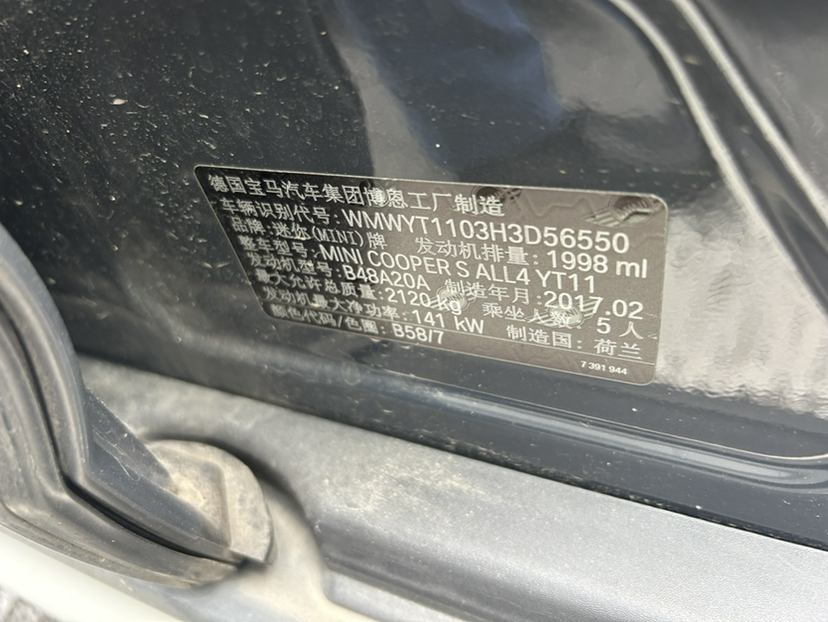 德国宝马汽车集团博恩工厂制造
车辆识别代号: WMWYT1103H3D56550
品牌: 迷你(MINI)牌 发动机排量: 1998 ml
整车型号: MINI COOPER S ALL4 YT11
发动机型号: B48A20A 制造年月: 2017.02
最大允许总质量: 2120 kg 乘坐人数: 5 人
发动机最大净功率: 141 kW 制造国: 荷兰
颜色代码/色圈: B58/7
7 391 944